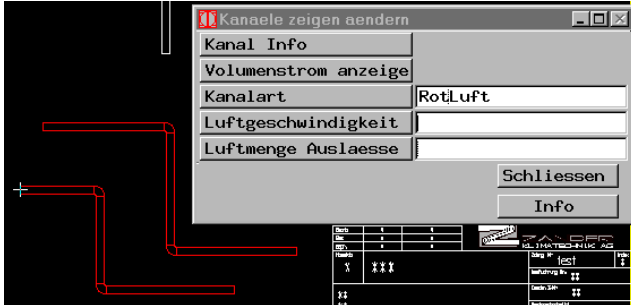 Kanaele zeigen aendern
Kanal Info
Volumenstrom anzeige
Kanalart
RotLuft
Luftgeschwindigkeit
Luftmenge Auslaesse
Schliessen
Info
KLIMATECHNIK AG
test
***